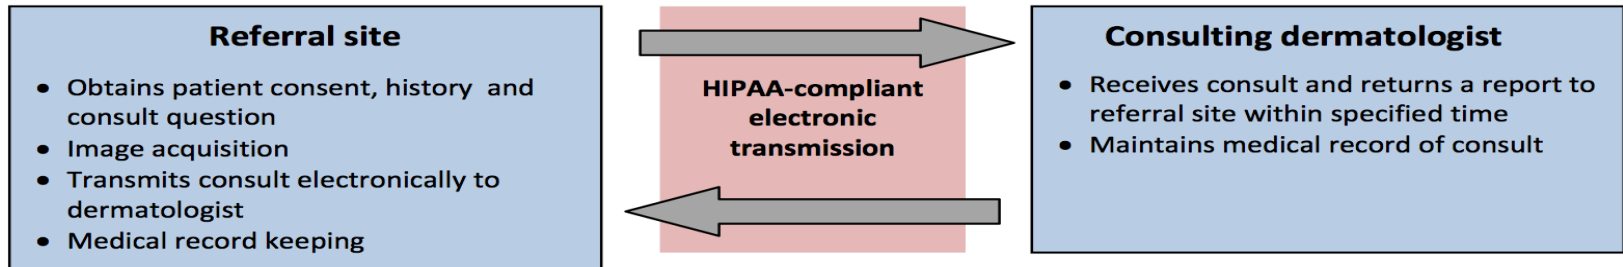 Referral site
• Obtains patient consent, history and
consult question
• Image acquisition
• Transmits consult electronically to
dermatologist
• Medical record keeping
HIPAA-compliant
electronic
transmission
Consulting dermatologist
• Receives consult and returns a report to
referral site within specified time
• Maintains medical record of consult